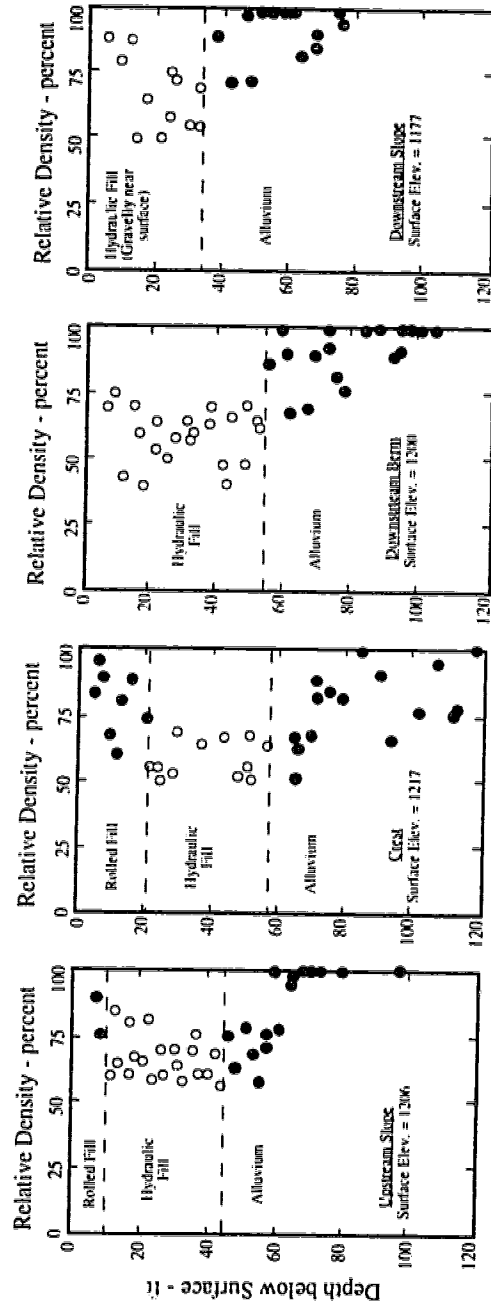 Depth below Surface - ft
Relative Density - percent
0 25 50 75 100
0
20
40
60
80
100
120
Rolled Fill
Hydraulic
Fill
Alluvium
Upstream Slope
Surface Elev. = 1206
Relative Density - percent
0 25 50 75 100
0
20
40
60
80
100
120
Rolled Fill
Hydraulic
Fill
Alluvium
Crest
Surface Elev. = 1217
Relative Density - percent
0 25 50 75 100
0
20
40
60
80
100
120
Hydraulic
Fill
Alluvium
Downstream Berm
Surface Elev. = 1200
Relative Density - percent
0 25 50 75 100
0
20
40
60
80
100
120
Hydraulic Fill
(Gravelly near
surface)
Alluvium
Downstream Slope
Surface Elev. = 1177